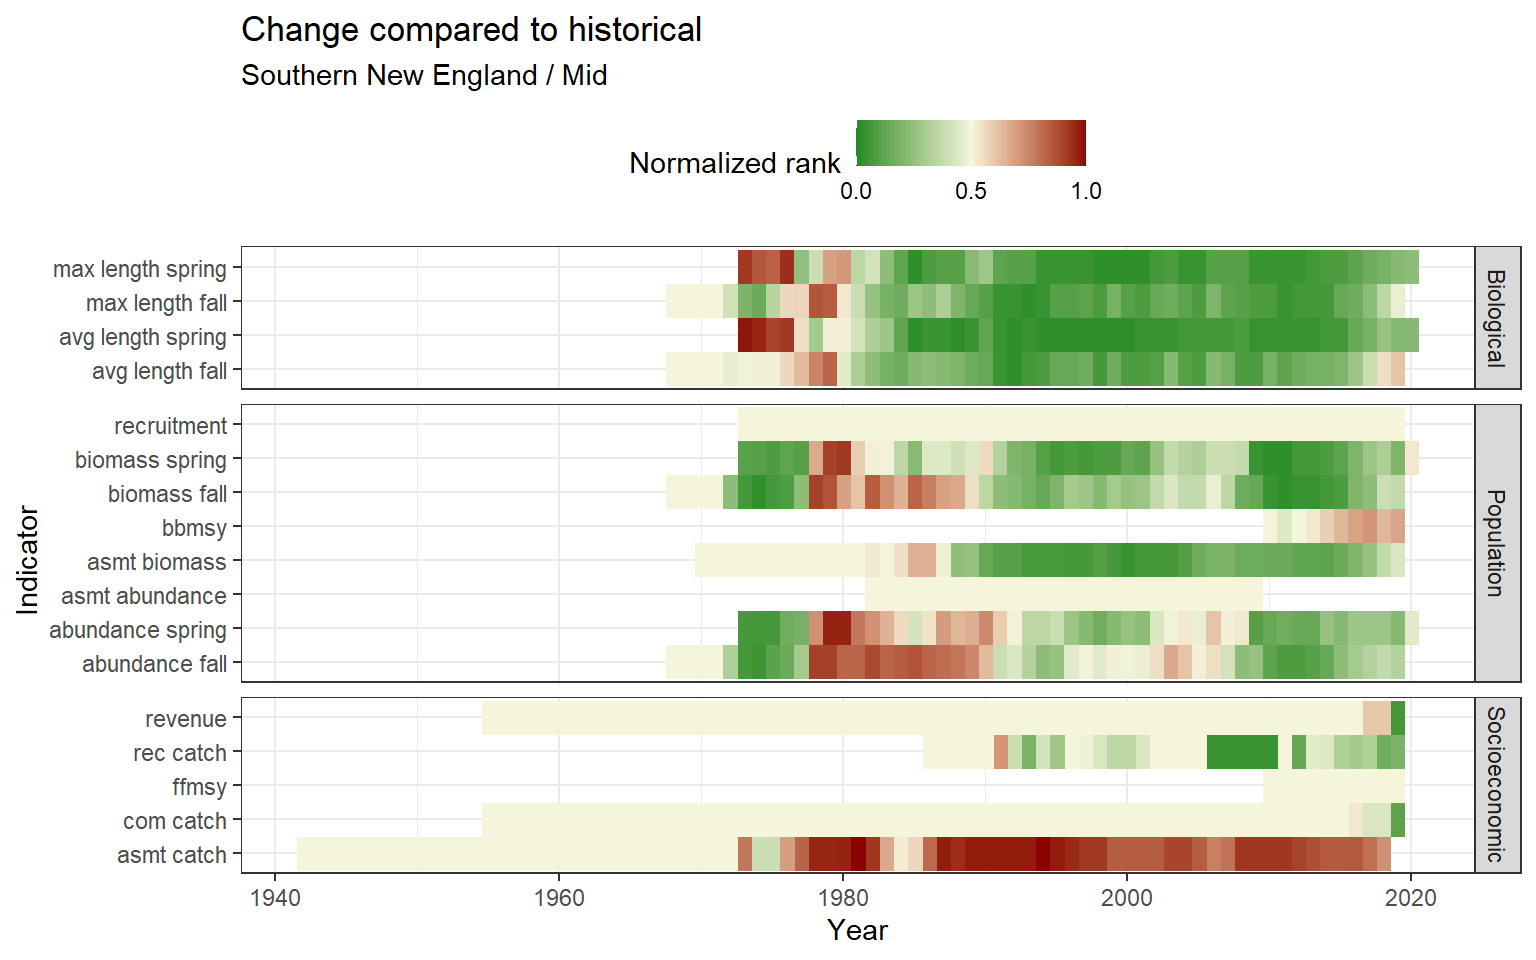 Change compared to historical
Southern New England / Mid
Normalized rank
0.0 0.5 1.0
Indicator
max length spring
max length fall
avg length spring
avg length fall
Biological
recruitment
biomass spring
biomass fall
bbmsy
asmt biomass
asmt abundance
abundance spring
abundance fall
Population
revenue
rec catch
ffmsy
com catch
asmt catch
Socioeconomic
1940 1960 1980 2000 2020
Year